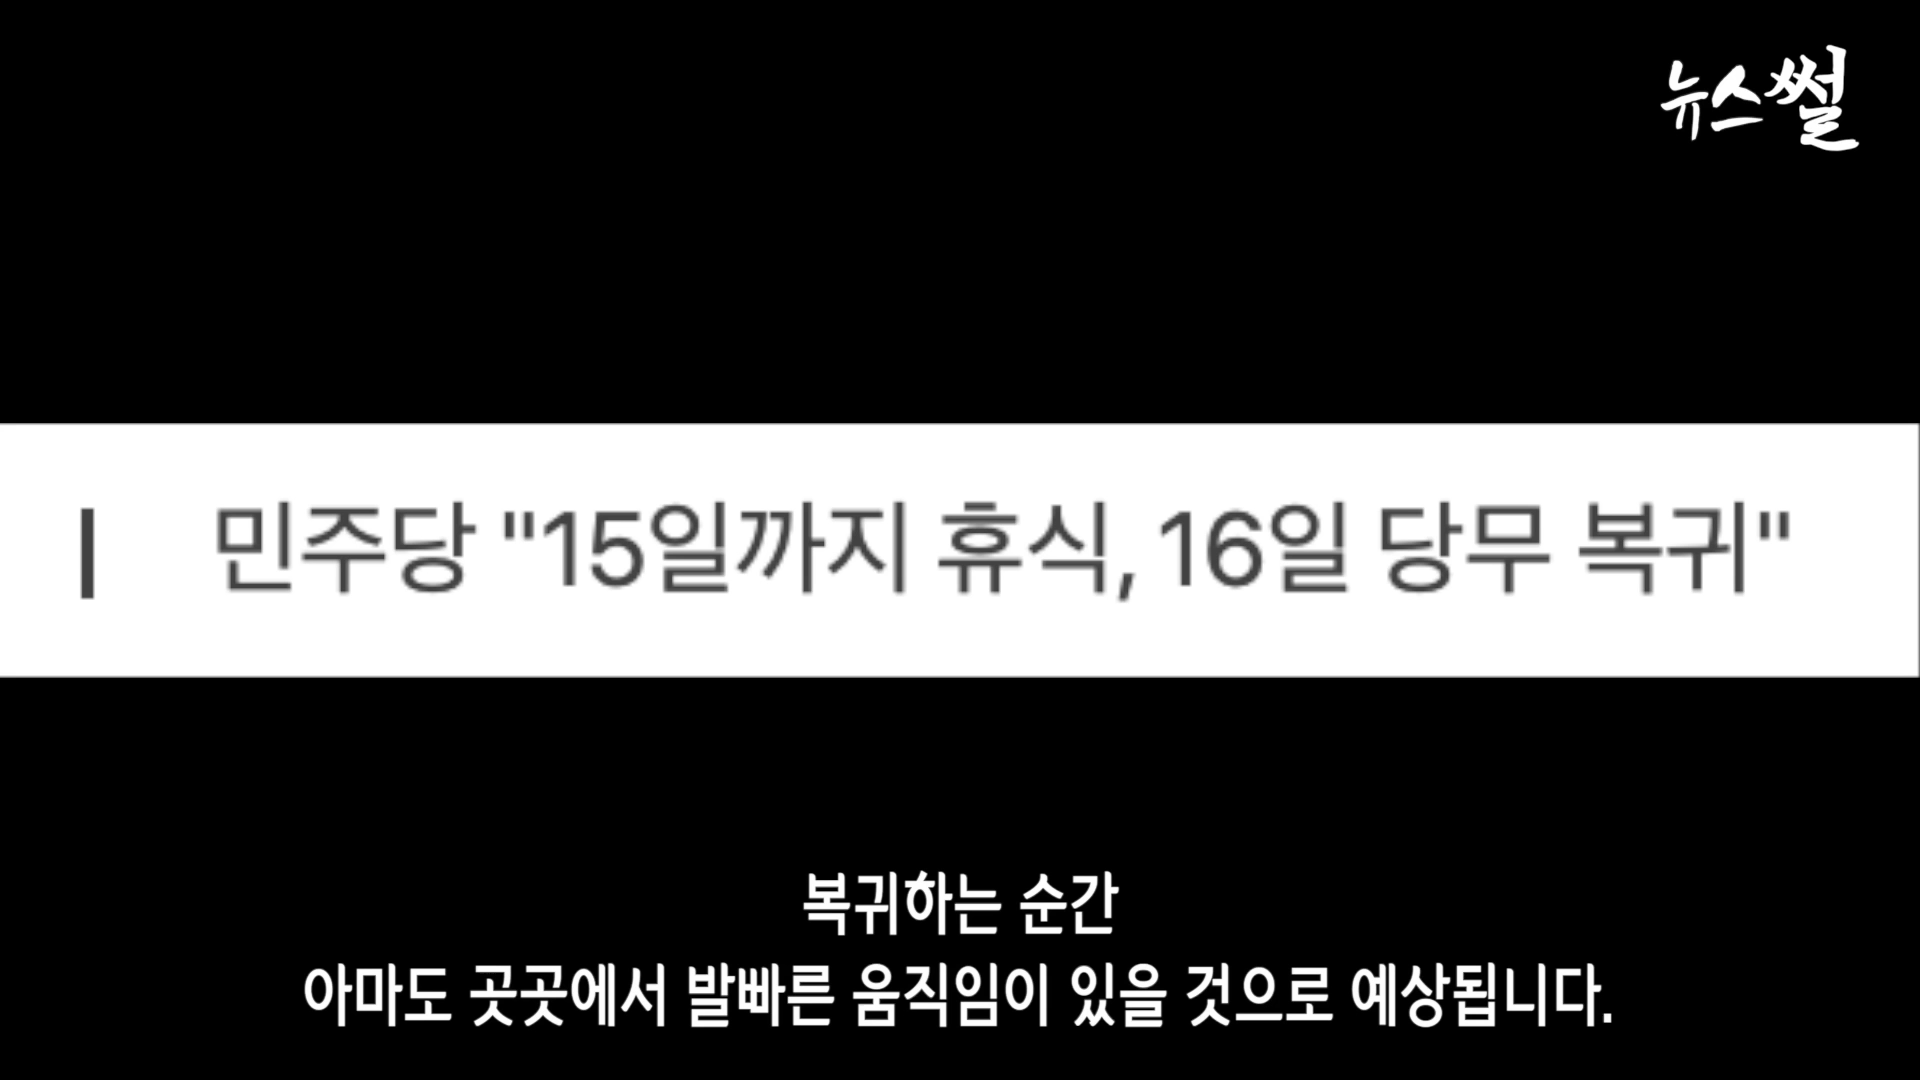 뉴스썰
민주당 "15일까지 휴식, 16일 당무 복귀"
복귀하는 순간
아마도 곳곳에서 발빠른 움직임이 있을 것으로 예상됩니다.